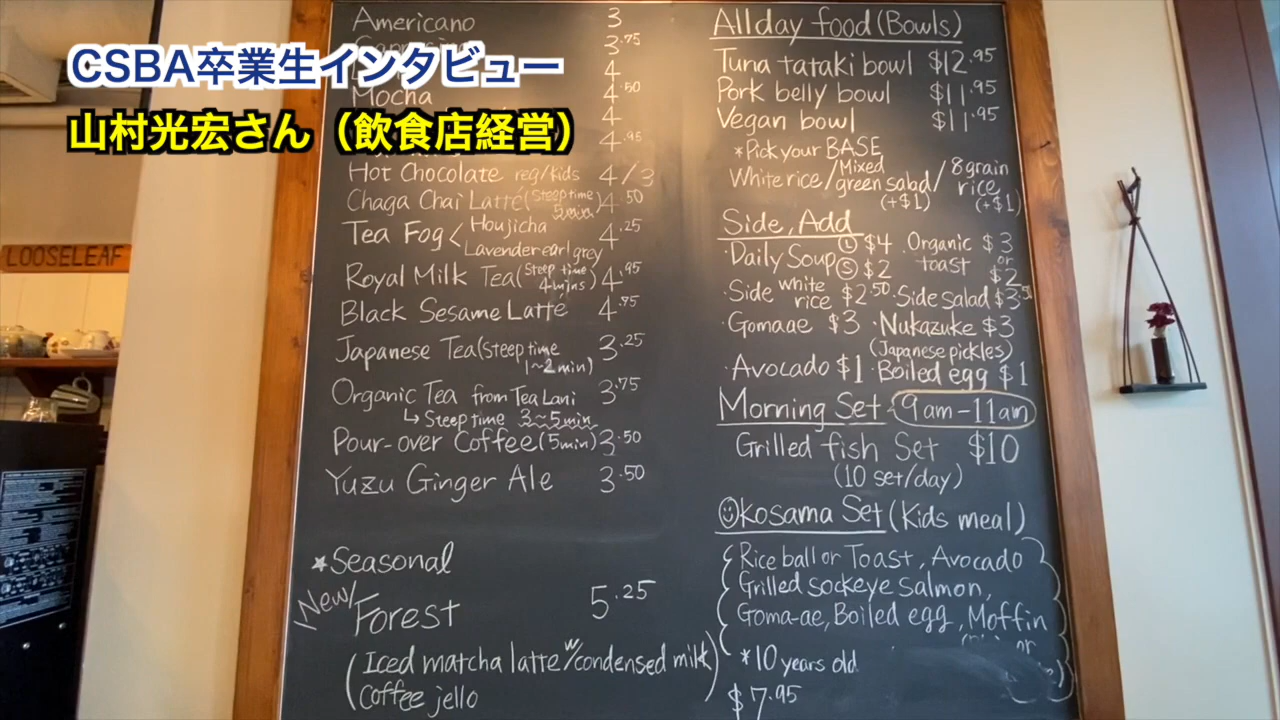 CSBA卒業生インタビュー
山村光宏さん（飲食店経営）
LOOSELEAF
Americano 3
3.75
4
Mocha 4.50
4
4.95
Hot Chocolate reg/kids 4/3
Chaga Chai Latte (Steep time 5min) 4.50
Tea Fog < Houjicha 4.25
Lavender earl grey
Royal Milk Tea (Steep time 4mins) 4.95
Black Sesame Latte 4.75
Japanese Tea (Steep time 1~2min) 3.25
Organic Tea from Tea Lani 3.75
↳ Steep time 3~5min
Pour-over Coffee (5min) 3.50
Yuzu Ginger Ale 3.50
★Seasonal
New/
Forest 5.25
(Iced matcha latte w/ condensed milk)
Coffee jello
Allday food (Bowls)
Tuna tataki bowl $12.95
Pork belly bowl $11.95
Vegan bowl $11.95
*Pick your BASE
White rice / Mixed green salad (+$1) / 8 grain rice (+$1)
Side, Add
・Daily Soup Ⓛ $4 Ⓢ $2
・Organic toast $3 or $2
・Side white rice $2.50 ・Side salad $3.50
・Gomaae $3 ・Nukazuke $3
(Japanese pickles)
・Avocado $1 ・Boiled egg $1
Morning Set 9am-11am
Grilled fish Set $10
(10 set/day)
☺kosama Set (Kids meal)
Rice ball or Toast, Avocado
Grilled sockeye salmon,
Goma-ae, Boiled egg, Moffin
or
*10 years old
$7.95